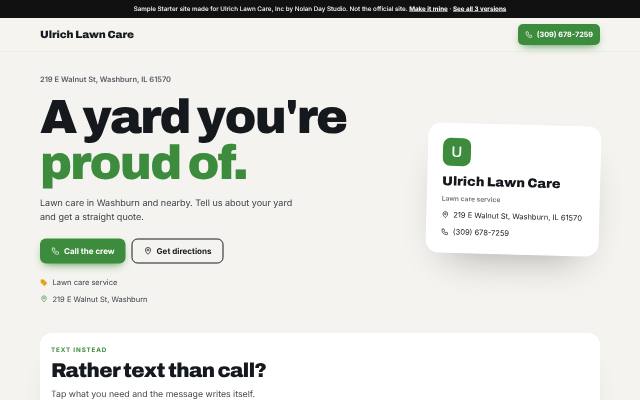 Sample Starter site made for Ulrich Lawn Care, Inc by Nolan Day Studio. Not the official site. Make it mine · See all 3 versions
Ulrich Lawn Care
(309) 678-7259
219 E Walnut St, Washburn, IL 61570
A yard you're
proud of.
Lawn care in Washburn and nearby. Tell us about your yard
and get a straight quote.
Call the crew
Get directions
Lawn care service
219 E Walnut St, Washburn
U
Ulrich Lawn Care
Lawn care service
219 E Walnut St, Washburn, IL 61570
(309) 678-7259
TEXT INSTEAD
Rather text than call?
Tap what you need and the message writes itself.